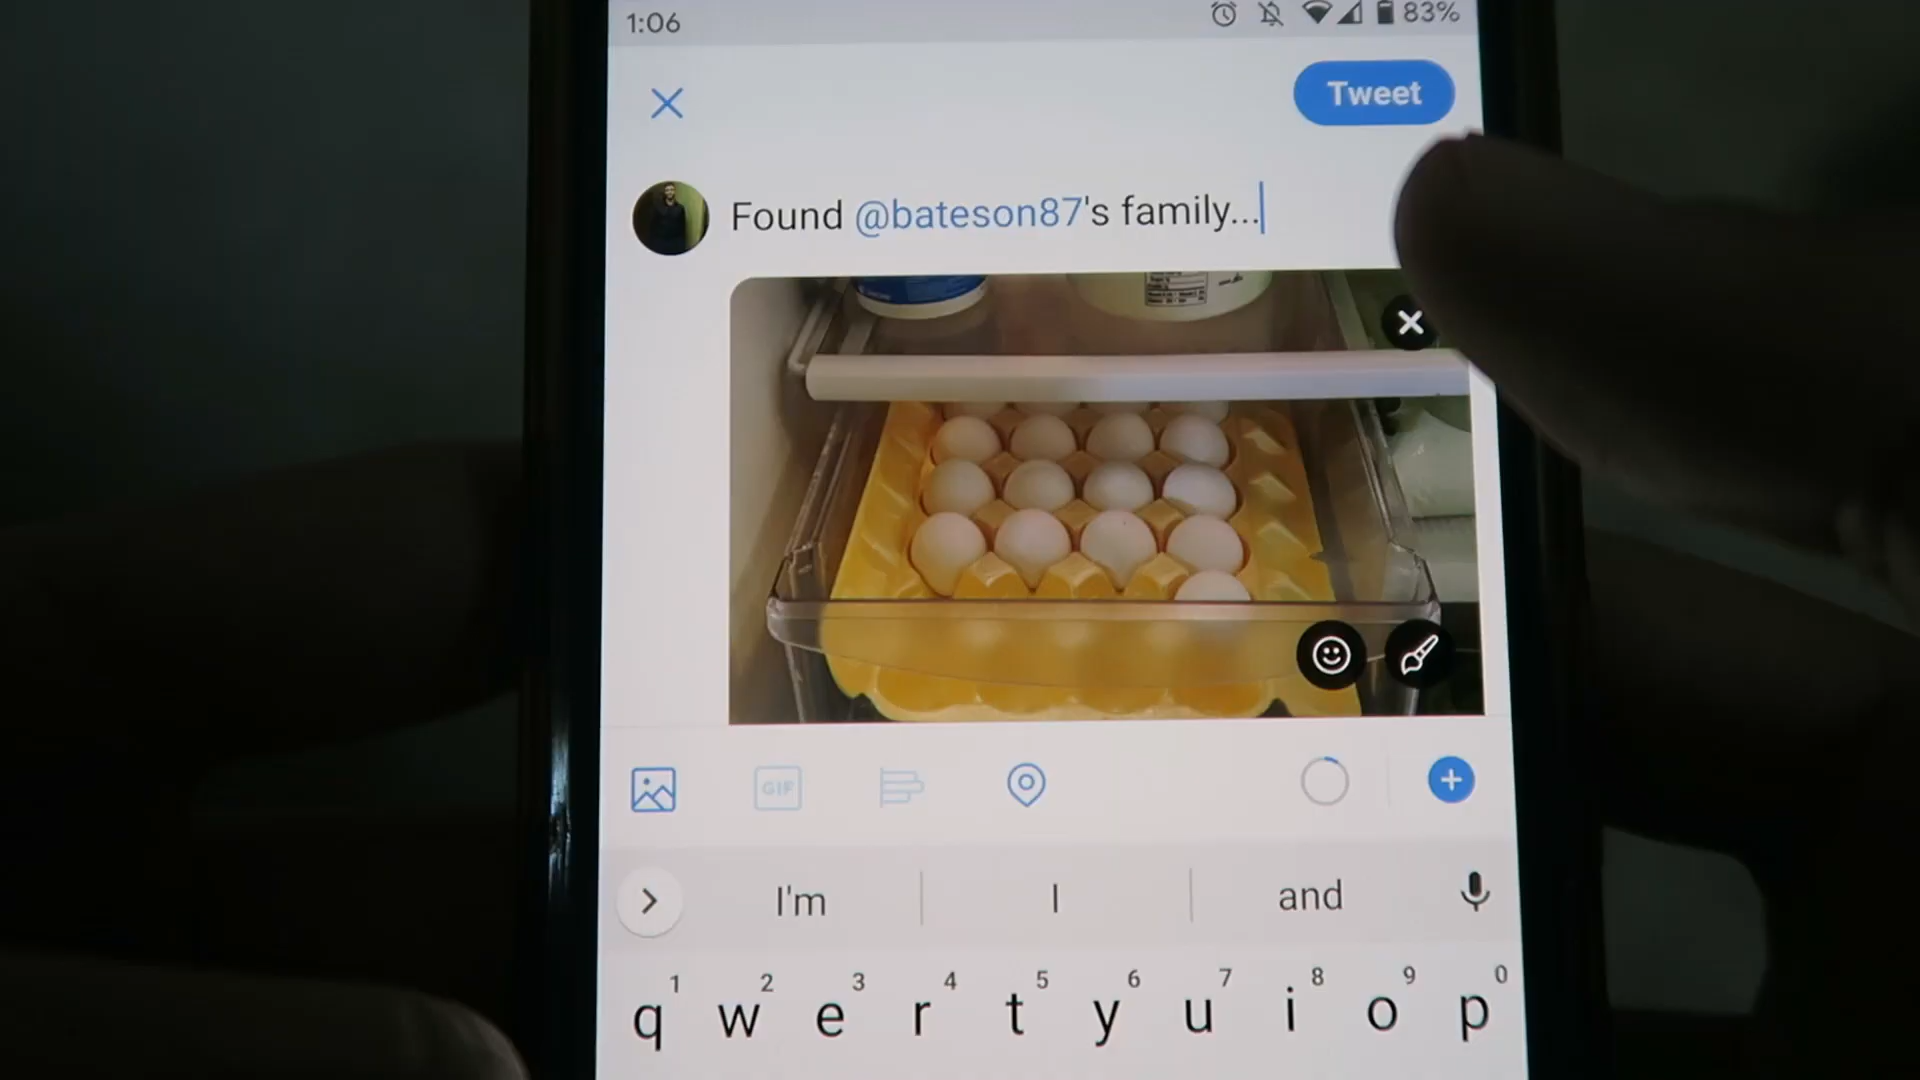 1:06
83%
Tweet
Found @bateson87's family...
GIF
I'm
I
and
1 2 3 4 5 6 7 8 9 0
q w e r t y u i o p